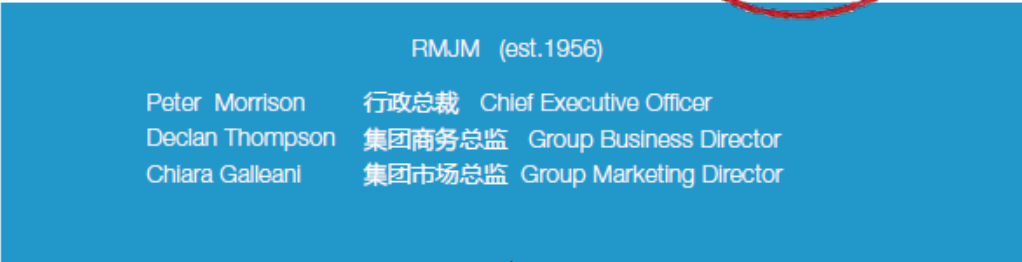 RMJM (est.1956)
Peter Morrison 行政总裁 Chief Executive Officer
Declan Thompson 集团商务总监 Group Business Director
Chiara Galleani 集团市场总监 Group Marketing Director